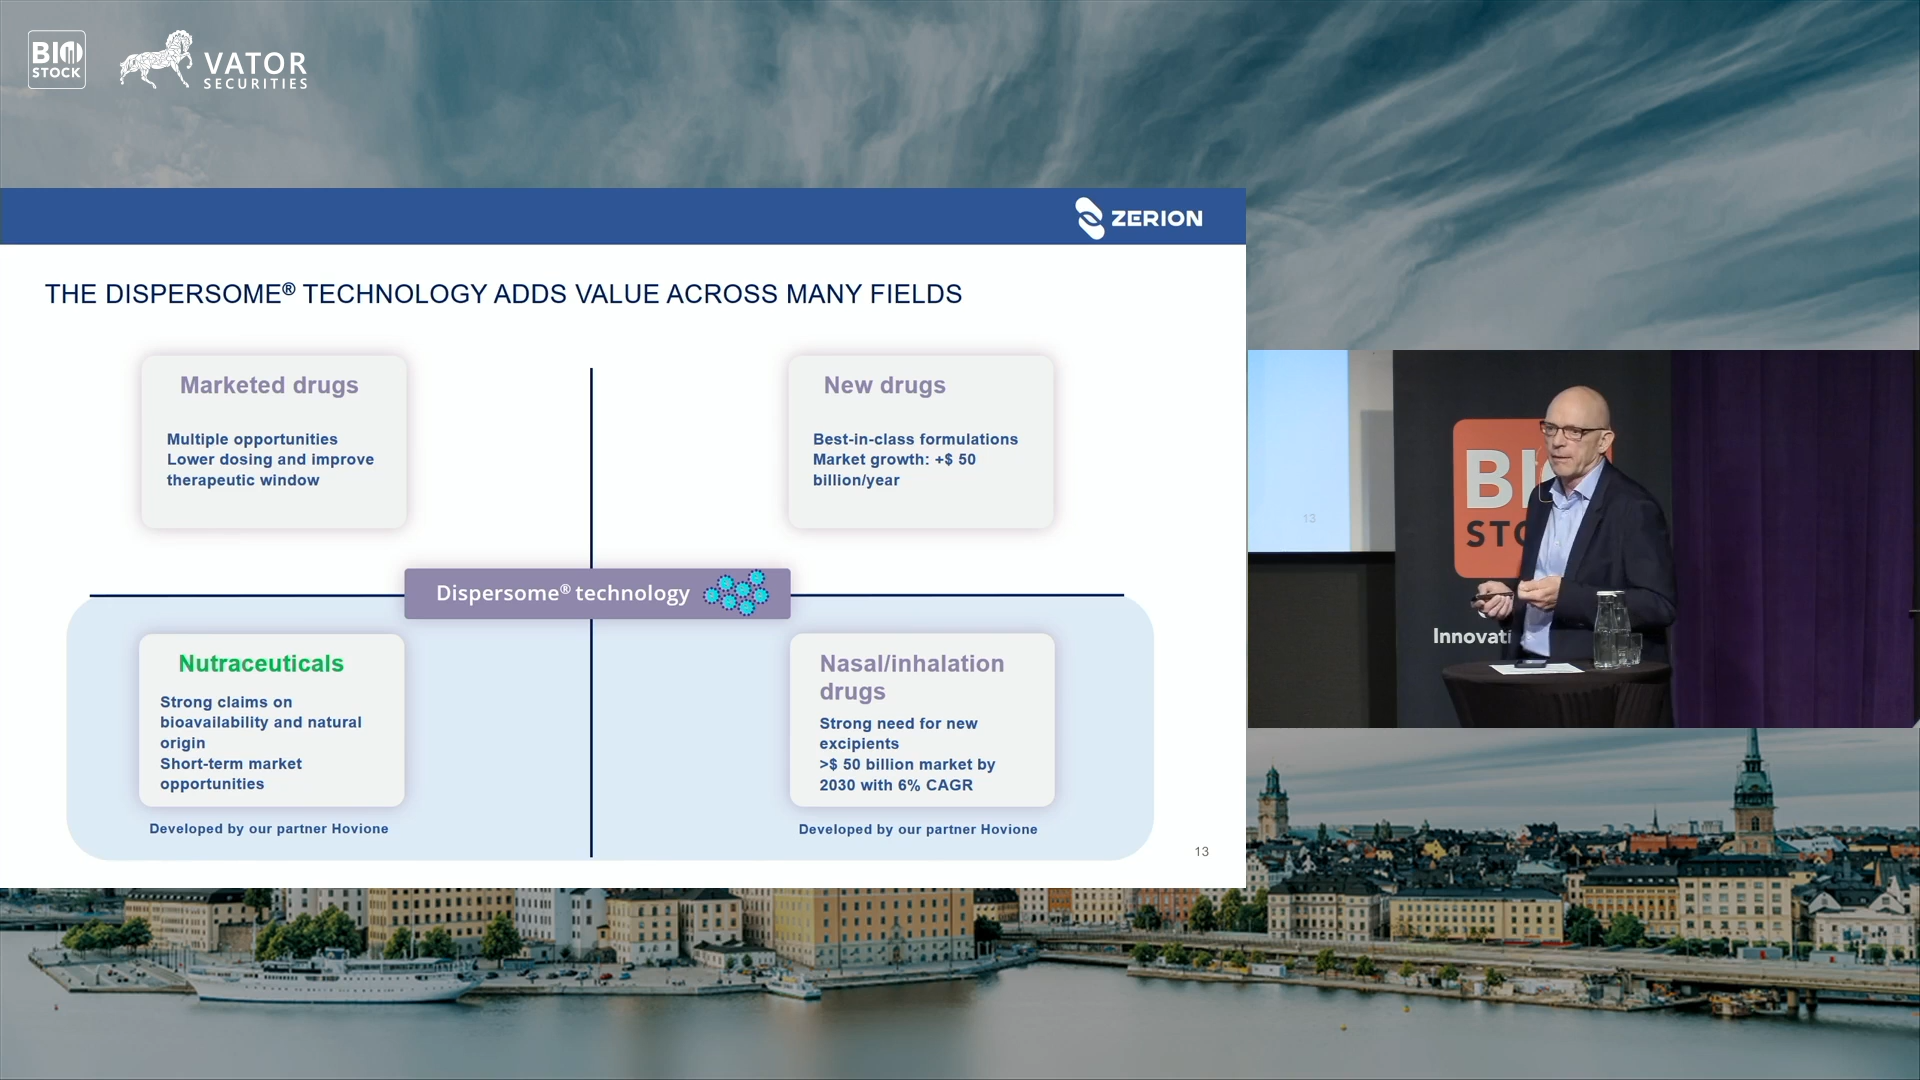 BIO
STOCK
VATOR
SECURITIES
ZERION
THE DISPERSOME® TECHNOLOGY ADDS VALUE ACROSS MANY FIELDS
Marketed drugs
Multiple opportunities
Lower dosing and improve
therapeutic window
New drugs
Best-in-class formulations
Market growth: +$ 50
billion/year
Dispersome® technology
Nutraceuticals
Strong claims on
bioavailability and natural
origin
Short-term market
opportunities
Developed by our partner Hovione
Nasal/inhalation
drugs
Strong need for new
excipients
>$ 50 billion market by
2030 with 6% CAGR
Developed by our partner Hovione
13
13
BIO
STO
Innovati